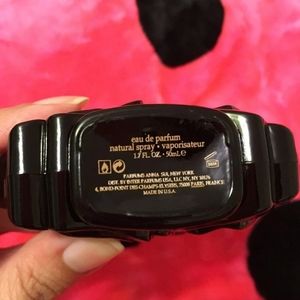 eau de parfum
natural spray • vaporisateur
1.7 FL. OZ • 50mL e
PARFUMS ANNA SUI, NEW YORK
DIST. BY INTER PARFUMS USA, LLC NY, NY 10176
4, ROND-POINT DES CHAMPS-ELYSEES, 75008 PARIS, FRANCE
MADE IN U.S.A.